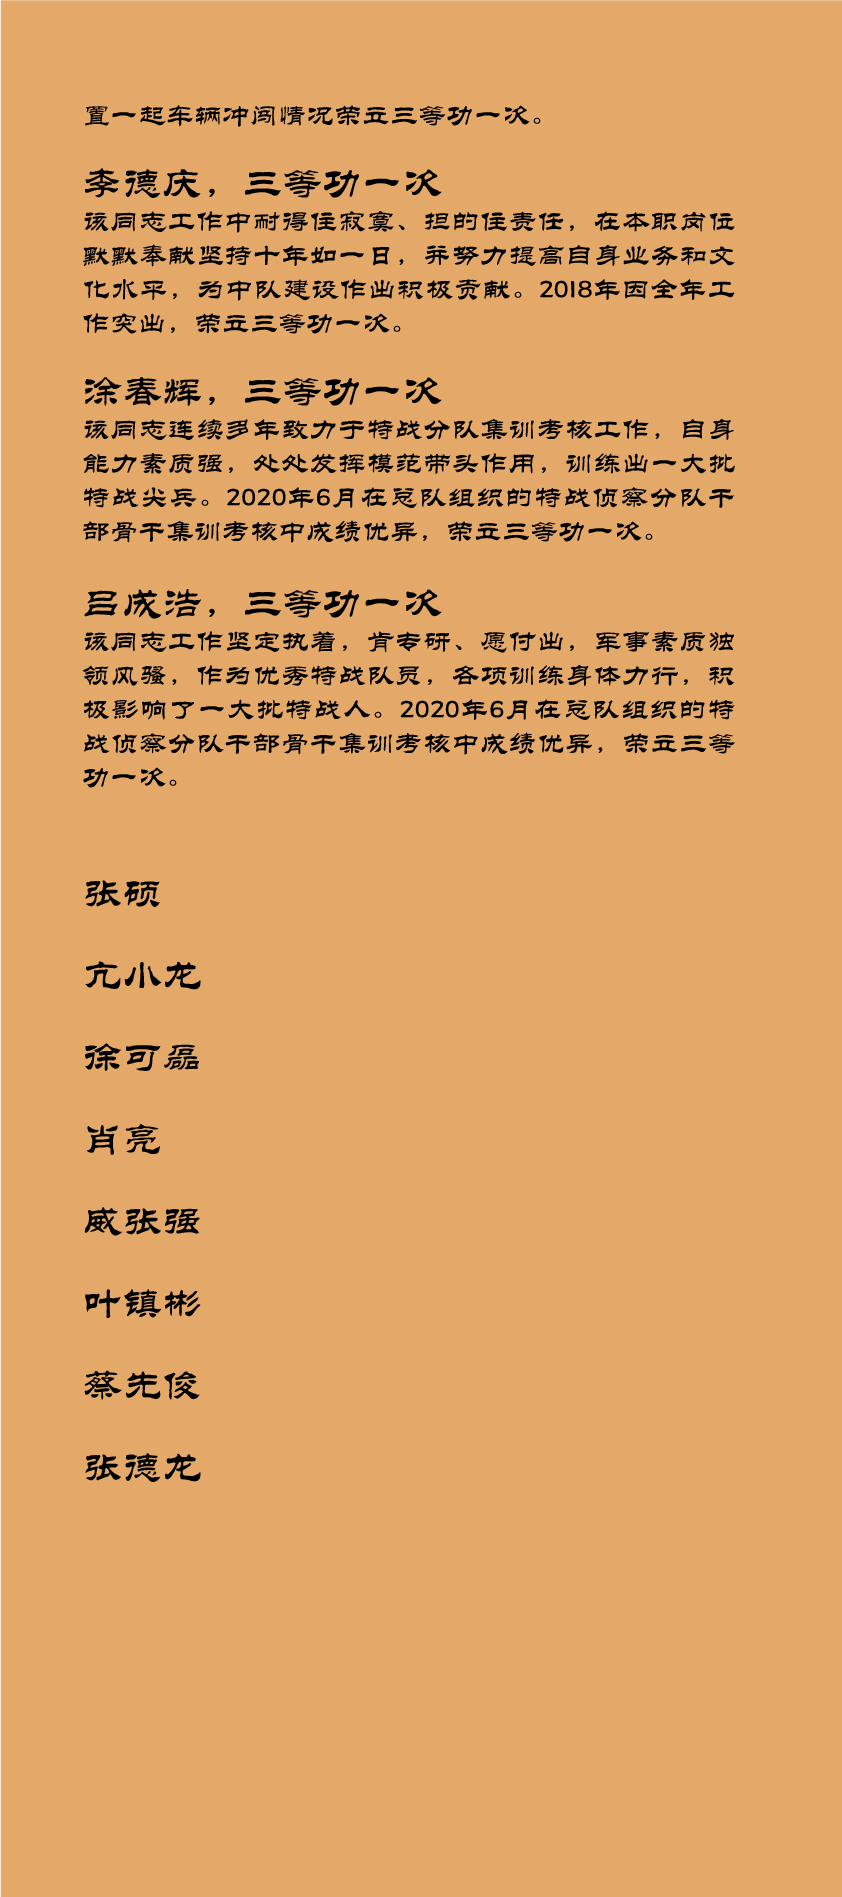 置一起车辆冲闯情况荣立三等功一次。
李德庆，三等功一次
该同志工作中耐得住寂寞、担的住责任，在本职岗位
默默奉献坚持十年如一日，并努力提高自身业务和文
化水平，为中队建设作出积极贡献。2018年因全年工
作突出，荣立三等功一次。
涂春辉，三等功一次
该同志连续多年致力于特战分队集训考核工作，自身
能力素质强，处处发挥模范带头作用，训练出一大批
特战尖兵。2020年6月在总队组织的特战侦察分队干
部骨干集训考核中成绩优异，荣立三等功一次。
吕成浩，三等功一次
该同志工作坚定执着，肯专研、愿付出，军事素质独
领风骚，作为优秀特战队员，各项训练身体力行，积
极影响了一大批特战人。2020年6月在总队组织的特
战侦察分队干部骨干集训考核中成绩优异，荣立三等
功一次。
张硕
亢小龙
徐可磊
肖亮
威张强
叶镇彬
蔡先俊
张德龙